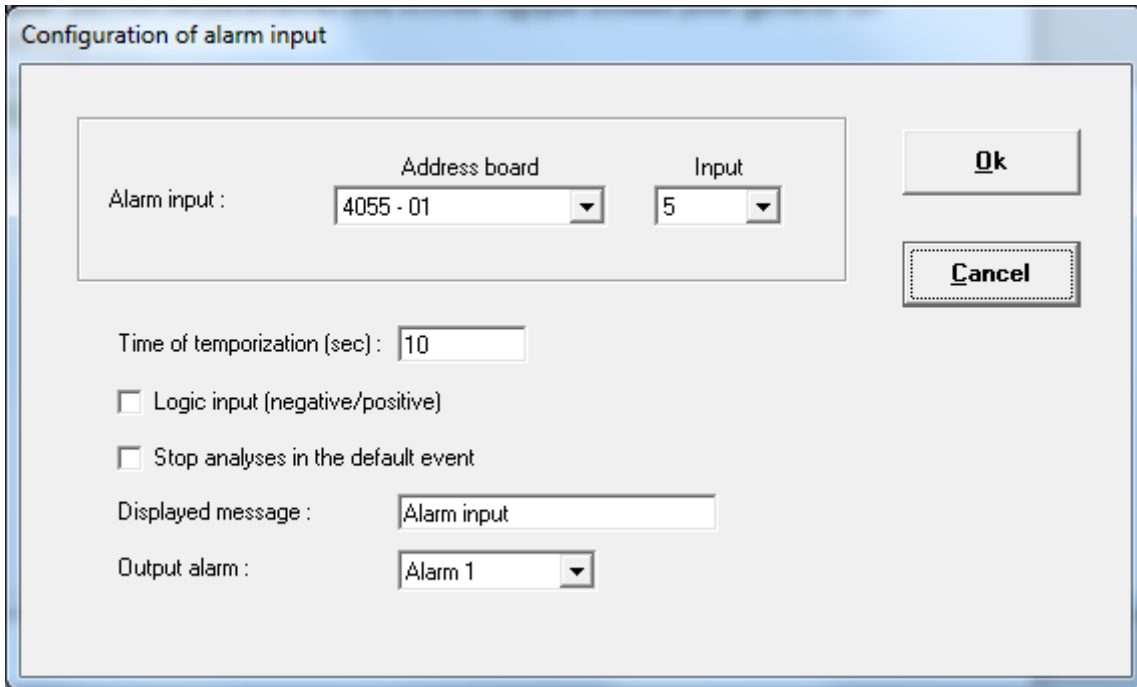 Configuration of alarm input
Address board Input
Alarm input : 4055 - 01 5
Ok
Cancel
Time of temporization (sec) : 10
Logic input (negative/positive)
Stop analyses in the default event
Displayed message : Alarm input
Output alarm : Alarm 1